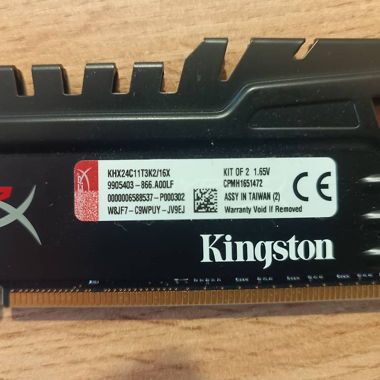 KHX24C11T3K2/16X
KIT OF 2 1.65V
9905403-866.A00LF
CPMH1651472
0000006588537-P000302
ASSY IN TAIWAN (2)
W8JF7-C9WPUY-JV9EJ
Warranty Void If Removed
CE
Kingston